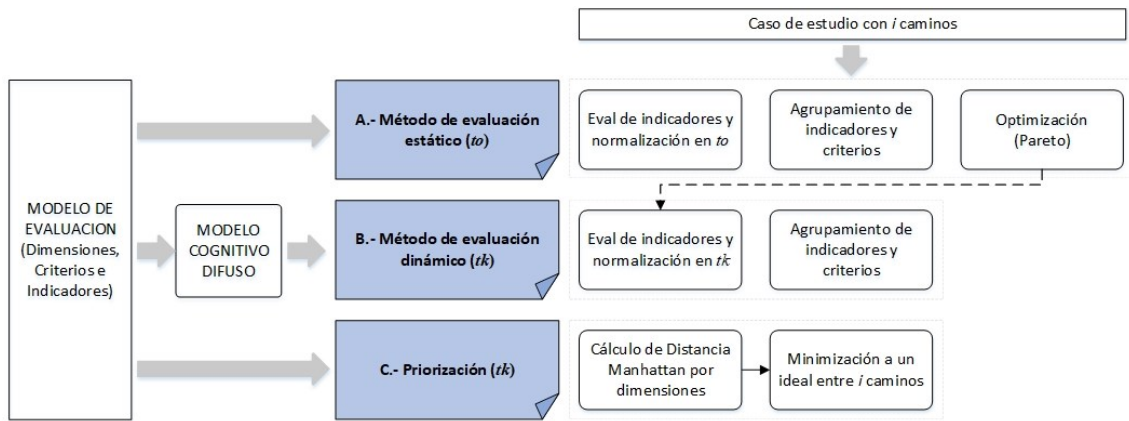 Caso de estudio con i caminos
MODELO DE
EVALUACION
(Dimensiones,
Criterios e
Indicadores)
A.- Método de evaluación
estático (to)
Eval de indicadores y
normalización en to
Agrupamiento de
indicadores y
criterios
Optimización
(Pareto)
MODELO
COGNITIVO
DIFUSO
B.- Método de evaluación
dinámico (tk)
Eval de indicadores y
normalización en tk
Agrupamiento de
indicadores y
criterios
C.- Priorización (tk)
Cálculo de Distancia
Manhattan por
dimensiones
Minimización a un
ideal entre i caminos